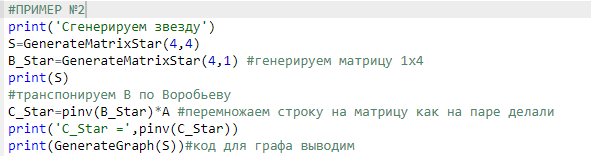 #ПРИМЕР №2
print('Сгенерируем звезду')
S=GenerateMatrixStar(4,4)
B_Star=GenerateMatrixStar(4,1) #генерируем матрицу 1x4
print(S)
#транспонируем B по Воробьеву
C_Star=pinv(B_Star)*A #перемножаем строку на матрицу как на паре делали
print('C_Star =',pinv(C_Star))
print(GenerateGraph(S))#код для графа выводим